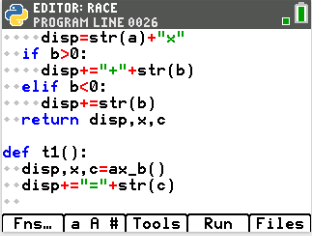 EDITOR: RACE
PROGRAM LINE 0026
disp=str(a)+"x"
if b>0:
disp+="+"+str(b)
elif b<0:
disp+=str(b)
return disp,x,c
def t1():
disp,x,c=ax_b()
disp+="="+str(c)
Fns… a A # Tools Run Files